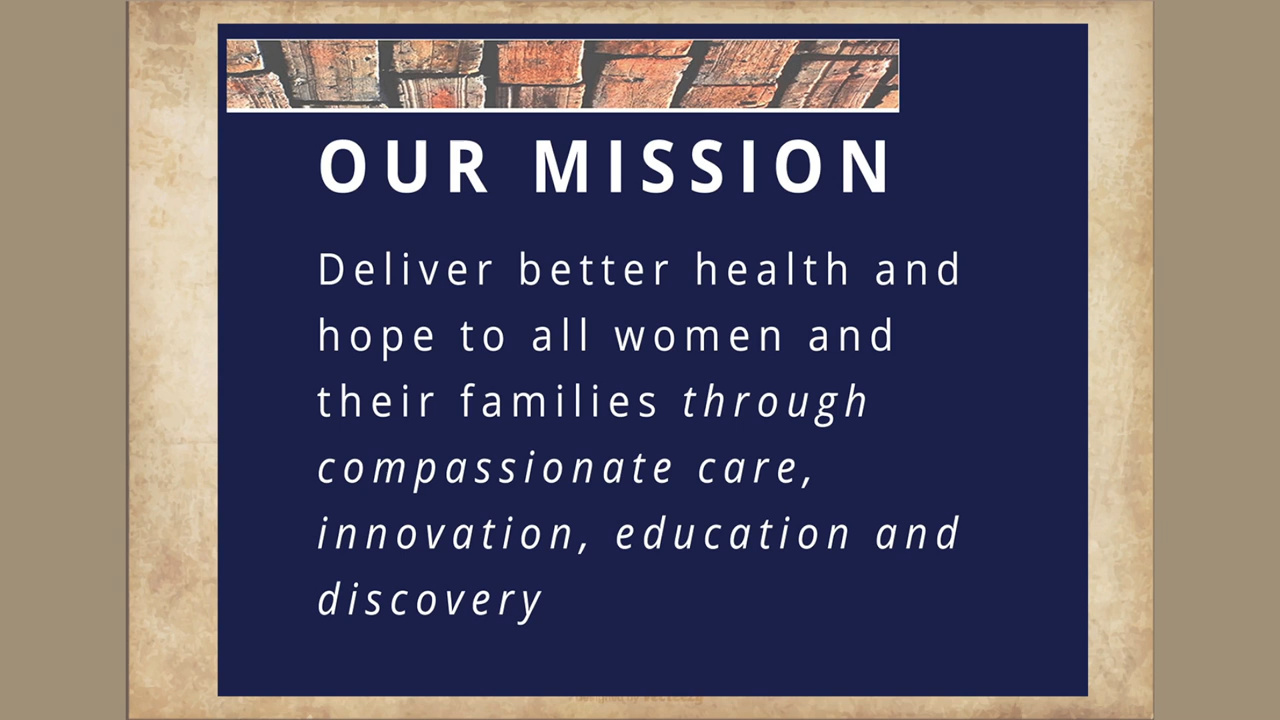 OUR MISSION
Deliver better health and
hope to all women and
their families through
compassionate care,
innovation, education and
discovery